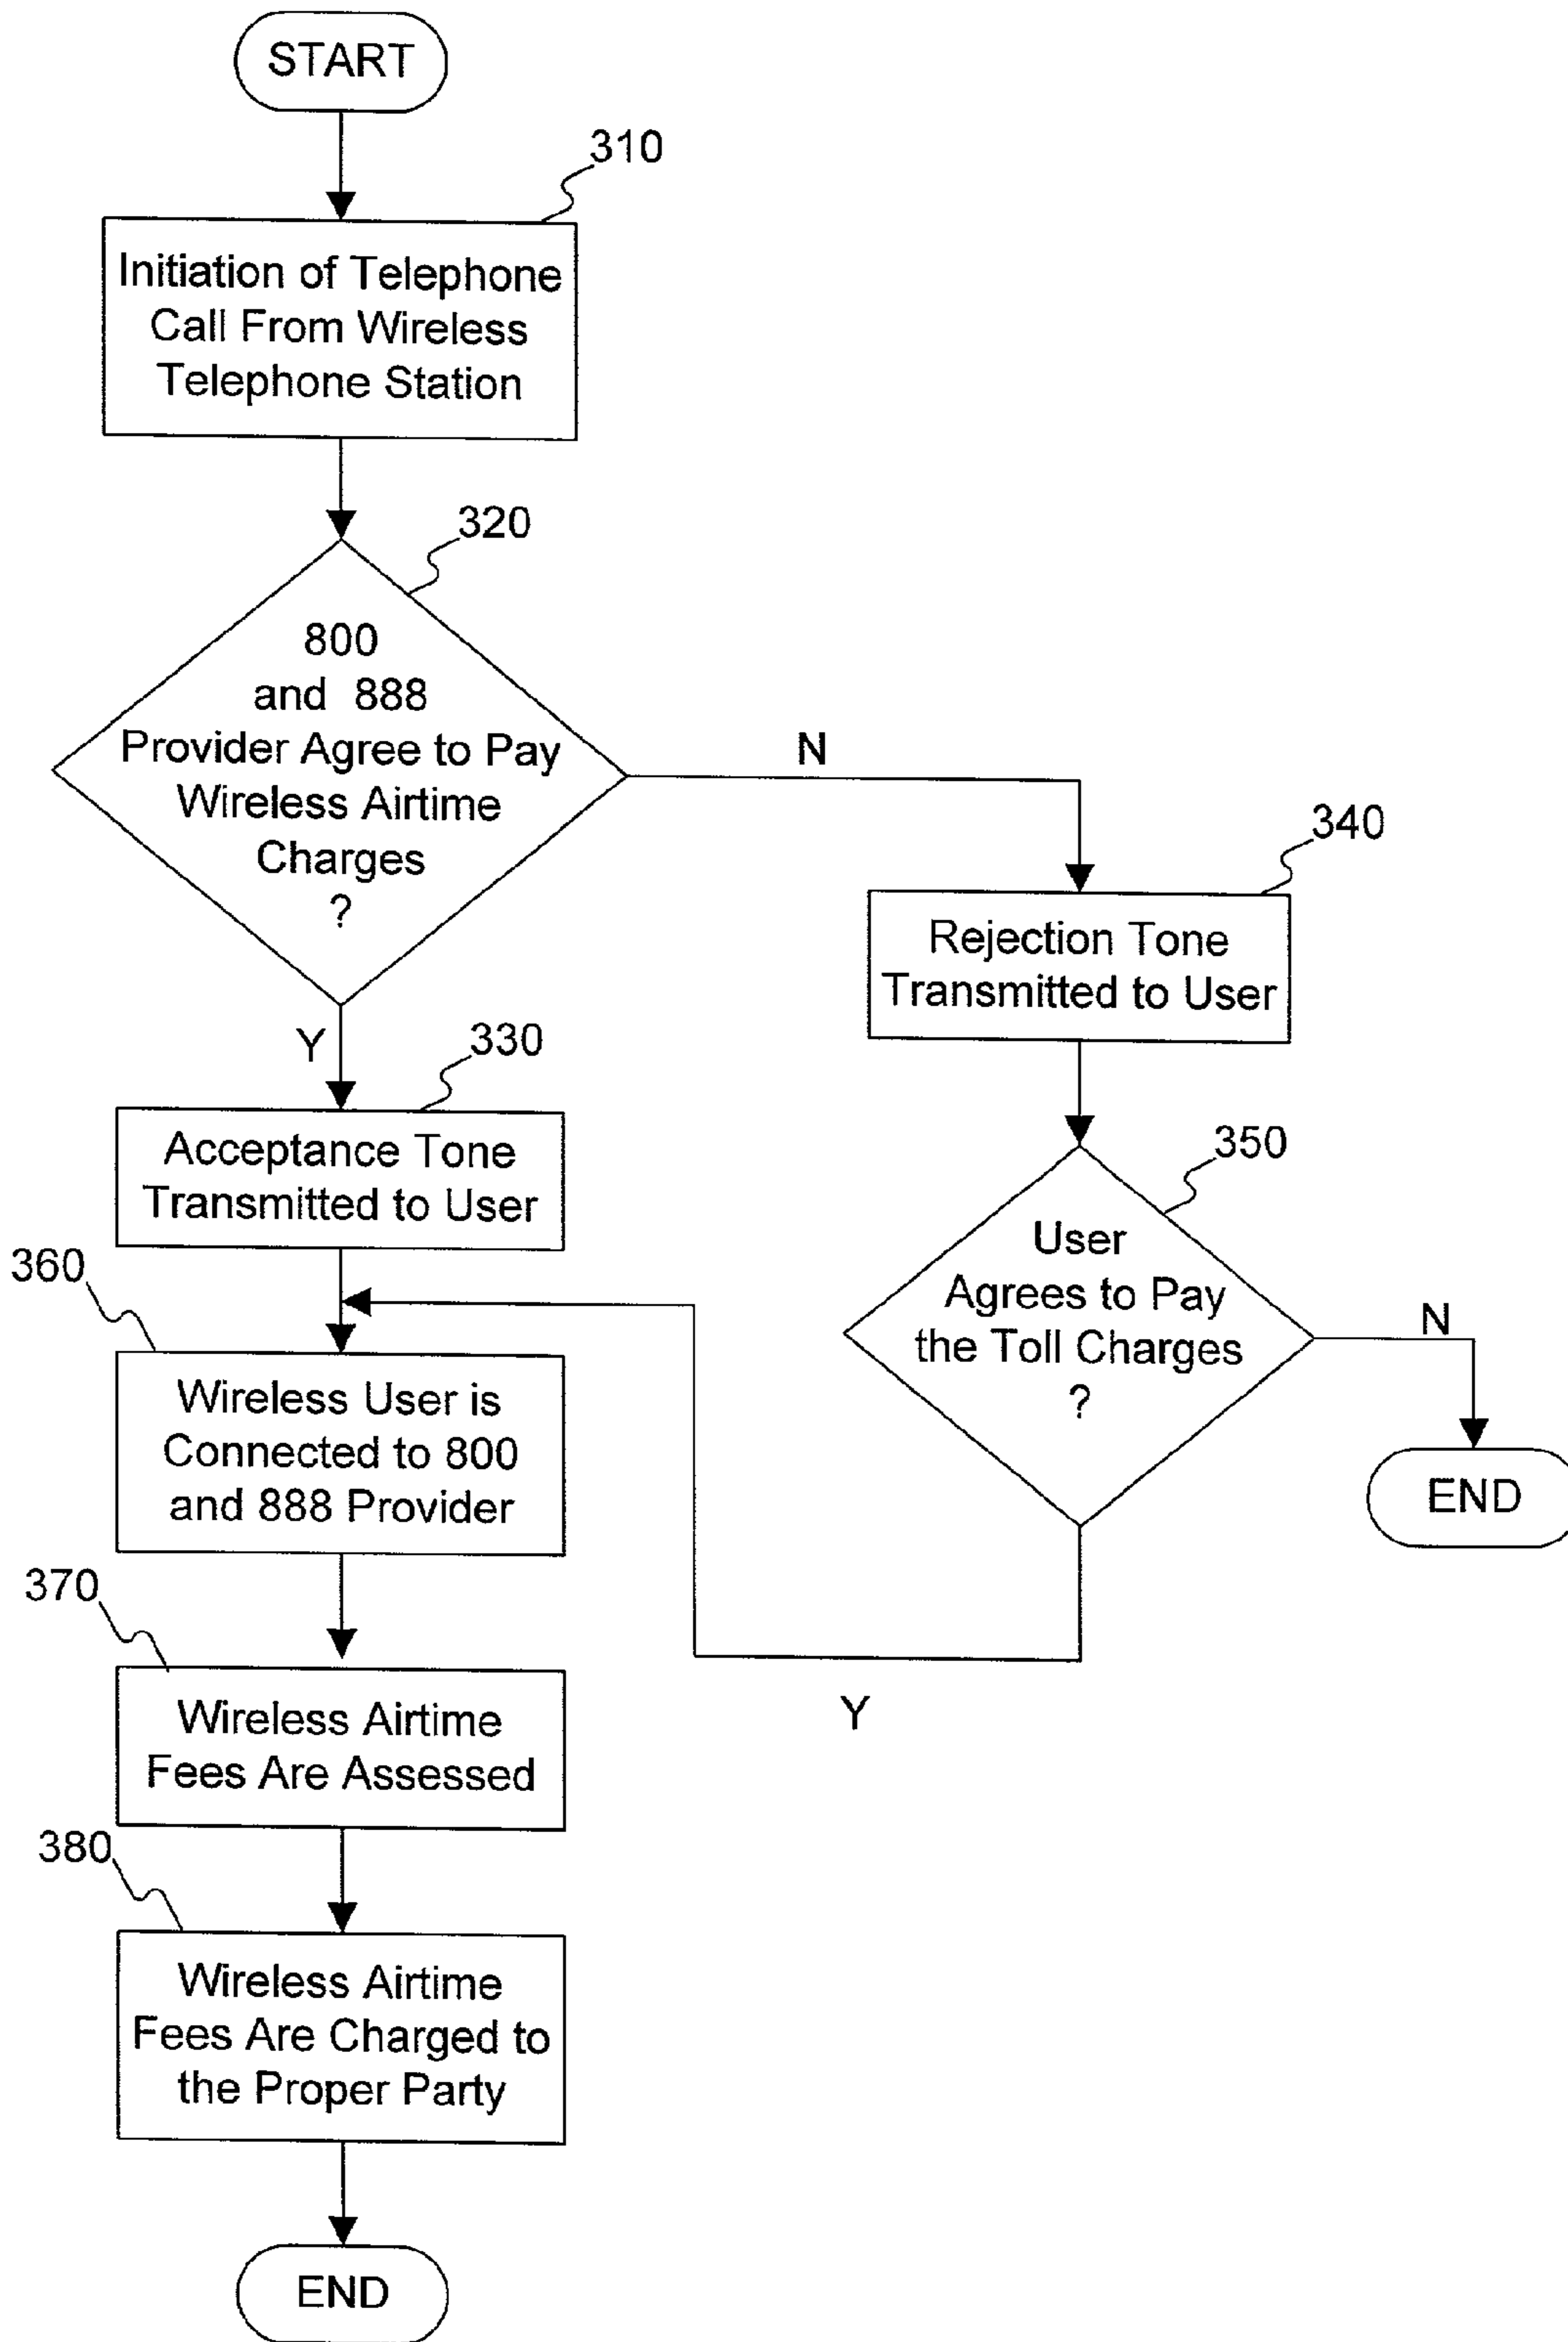 START
310
Initiation of Telephone
Call From Wireless
Telephone Station
320
800
and 888
Provider Agree to Pay
Wireless Airtime
Charges
?
N
Y
340
Rejection Tone
Transmitted to User
330
Acceptance Tone
Transmitted to User
350
User
Agrees to Pay
the Toll Charges
?
N
END
Y
360
Wireless User is
Connected to 800
and 888 Provider
370
Wireless Airtime
Fees Are Assessed
380
Wireless Airtime
Fees Are Charged to
the Proper Party
END